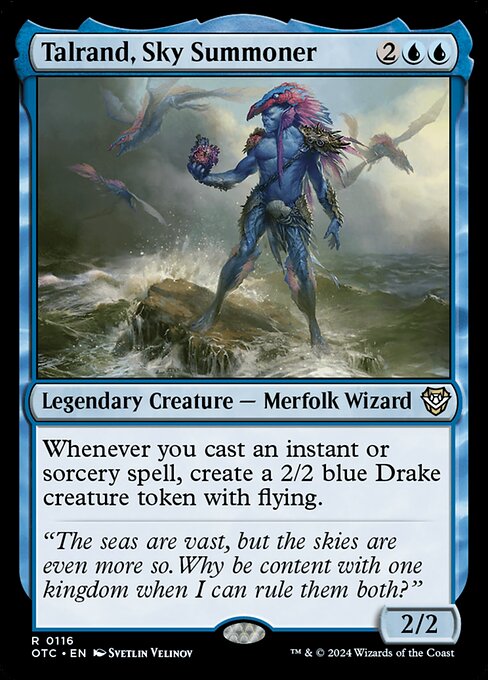 Talrand, Sky Summoner 2
Legendary Creature — Merfolk Wizard
Whenever you cast an instant or
sorcery spell, create a 2/2 blue Drake
creature token with flying.
“The seas are vast, but the skies are
even more so. Why be content with one
kingdom when I can rule them both?”
2/2
R 0116
OTC • EN Svetlin Velinov
™ & © 2024 Wizards of the Coast